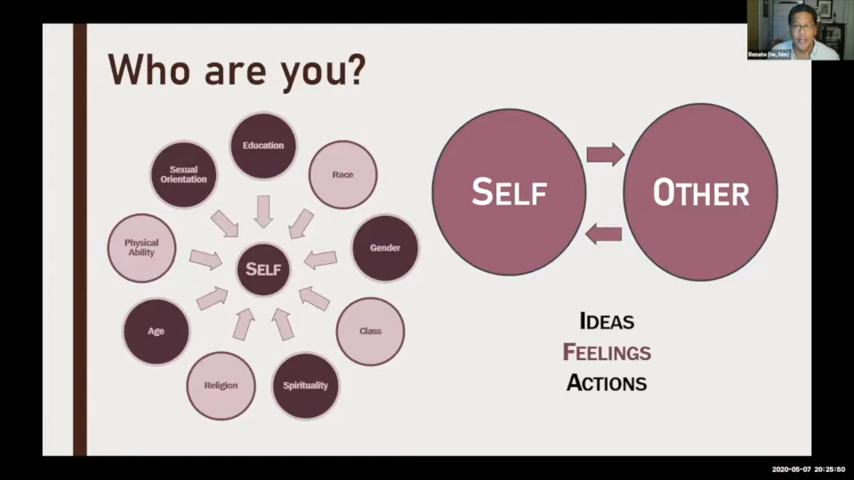 Who are you?
Education
Race
Gender
Class
Spirituality
Religion
Age
Physical
Ability
Sexual
Orientation
SELF
SELF
OTHER
IDEAS
FEELINGS
ACTIONS
Renato (he, him)
2020-05-07 20:25:50